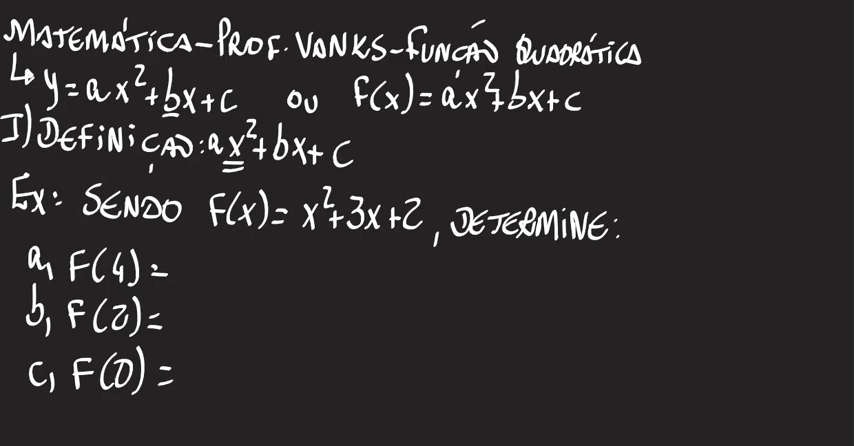 MATEMÁTICA-PROF. VANKS-FUNÇÃO QUADRÁTICA
↳ y=ax²+bx+c ou f(x)=ax²+bx+c
I) DEFINIÇÃO: ax²+bx+c
Ex: SENDO F(x)= x²+3x+2, DETERMINE:
a, F(4)=
b, F(2)=
c, F(0)=